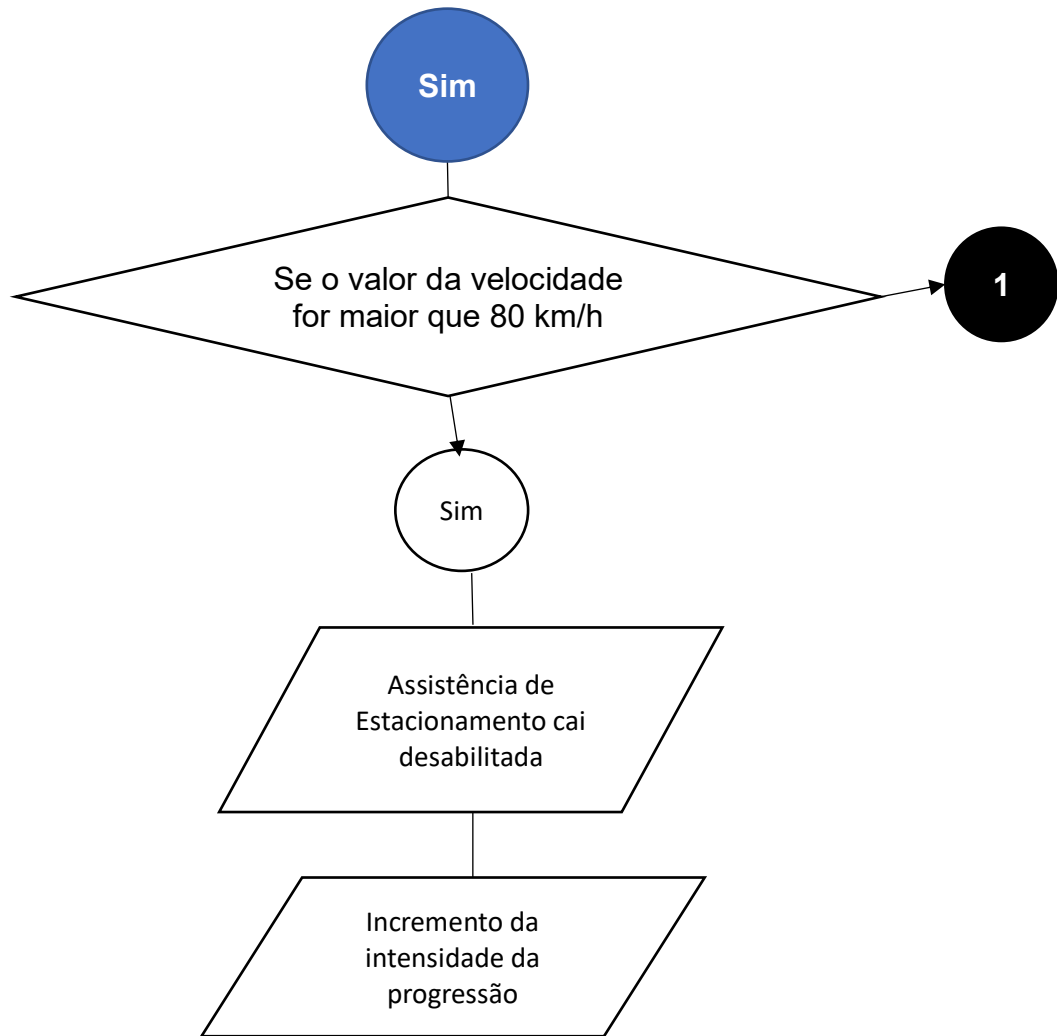 Sim
Se o valor da velocidade
for maior que 80 km/h
1
Sim
Assistência de
Estacionamento cai
desabilitada
Incremento da
intensidade da
progressão